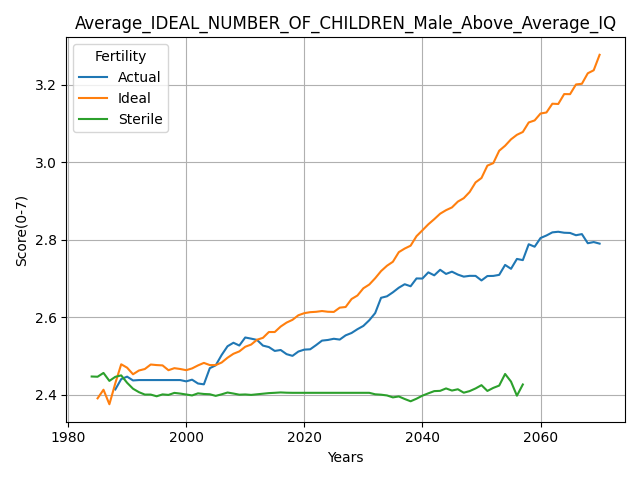 Average_IDEAL_NUMBER_OF_CHILDREN_Male_Above_Average_IQ
Fertility
Actual
Ideal
Sterile
3.2
3.0
2.8
2.6
2.4
Score(0-7)
1980
2000
2020
2040
2060
Years